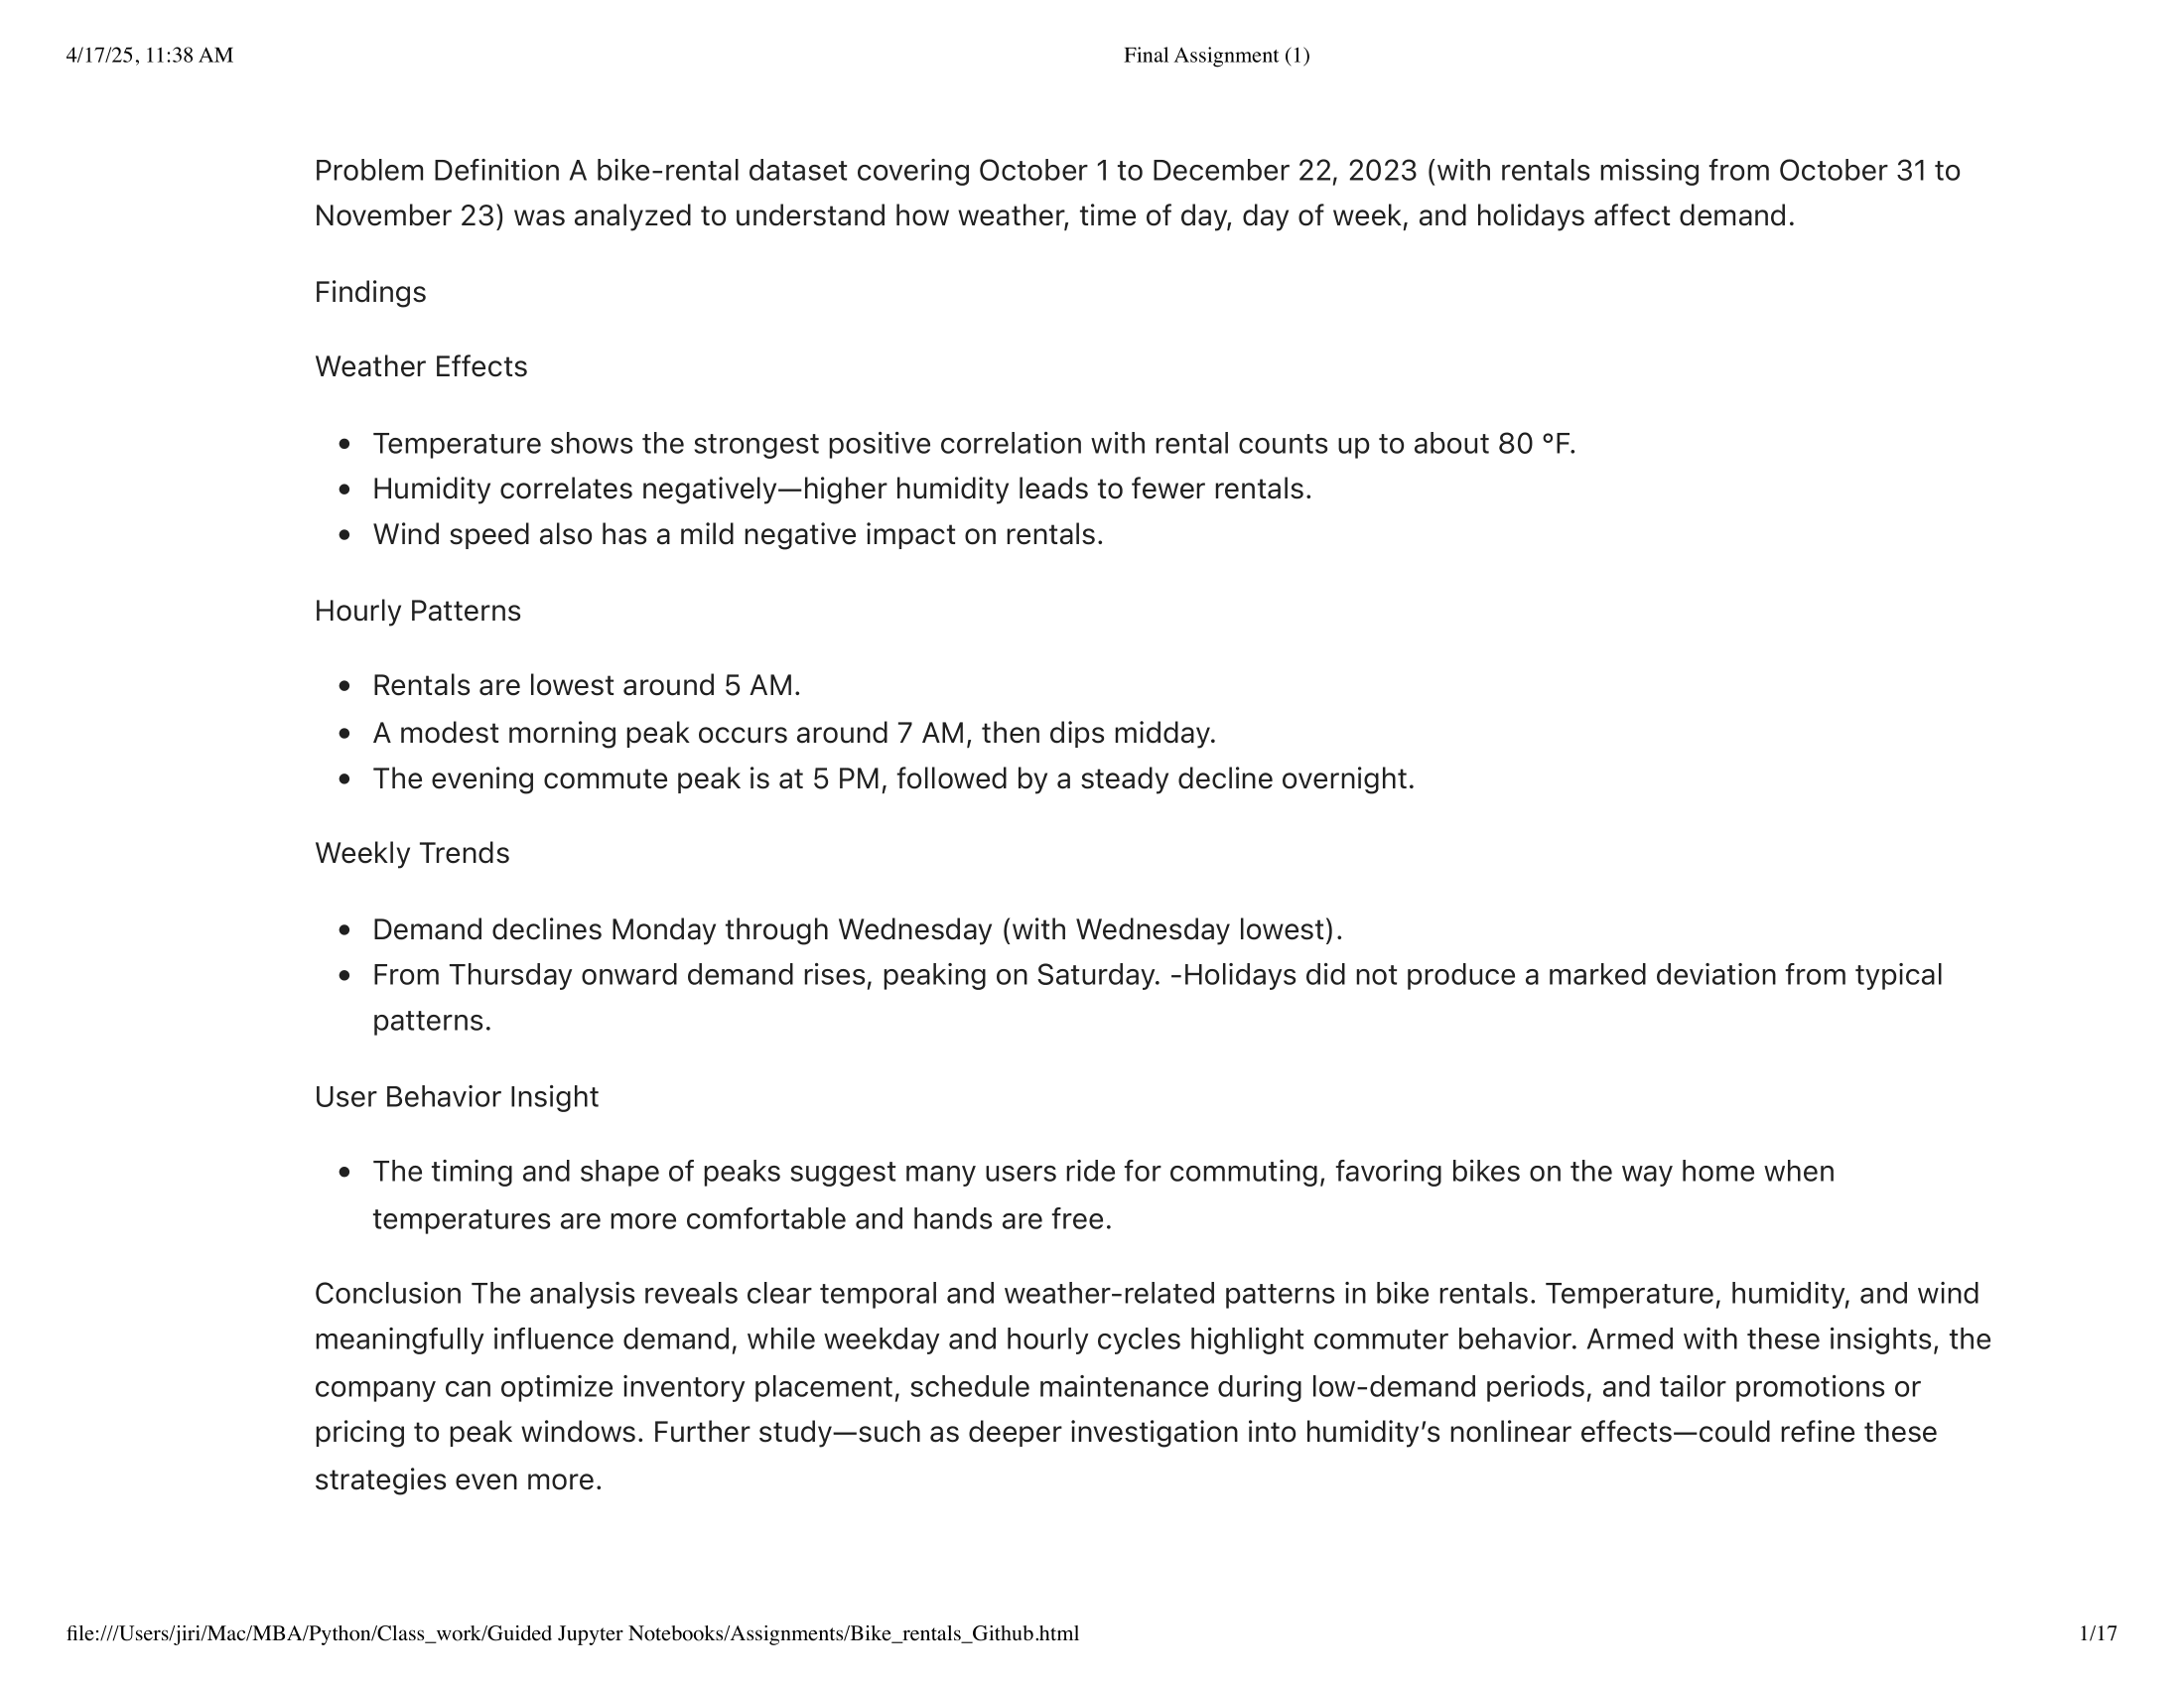 4/17/25, 11:38 AM
Final Assignment (1)
Problem Definition A bike-rental dataset covering October 1 to December 22, 2023 (with rentals missing from October 31 to
November 23) was analyzed to understand how weather, time of day, day of week, and holidays affect demand.
Findings
Weather Effects
• Temperature shows the strongest positive correlation with rental counts up to about 80 °F.
• Humidity correlates negatively—higher humidity leads to fewer rentals.
• Wind speed also has a mild negative impact on rentals.
Hourly Patterns
• Rentals are lowest around 5 AM.
• A modest morning peak occurs around 7 AM, then dips midday.
• The evening commute peak is at 5 PM, followed by a steady decline overnight.
Weekly Trends
• Demand declines Monday through Wednesday (with Wednesday lowest).
• From Thursday onward demand rises, peaking on Saturday. -Holidays did not produce a marked deviation from typical
patterns.
User Behavior Insight
• The timing and shape of peaks suggest many users ride for commuting, favoring bikes on the way home when
temperatures are more comfortable and hands are free.
Conclusion The analysis reveals clear temporal and weather-related patterns in bike rentals. Temperature, humidity, and wind
meaningfully influence demand, while weekday and hourly cycles highlight commuter behavior. Armed with these insights, the
company can optimize inventory placement, schedule maintenance during low-demand periods, and tailor promotions or
pricing to peak windows. Further study—such as deeper investigation into humidity’s nonlinear effects—could refine these
strategies even more.
file:///Users/jiri/Mac/MBA/Python/Class_work/Guided Jupyter Notebooks/Assignments/Bike_rentals_Github.html
1/17